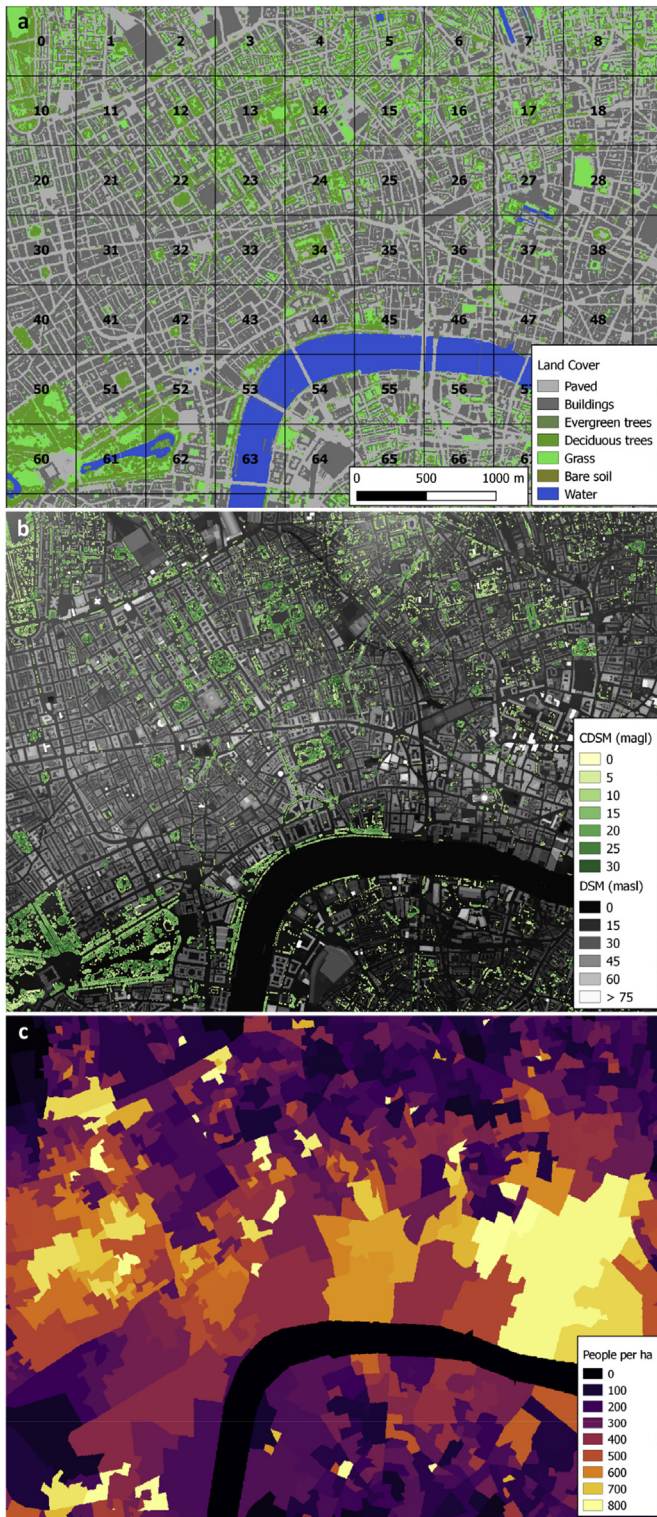 a
0 1 2 3 4 5 6 7 8
10 11 12 13 14 15 16 17 18
20 21 22 23 24 25 26 27 28
30 31 32 33 34 35 36 37 38
40 41 42 43 44 45 46 47 48
50 51 52 53 54 55 56
60 61 62 63 64 65 66
Land Cover
Paved
Buildings
Evergreen trees
Deciduous trees
Grass
Bare soil
Water
0 500 1000 m
b
CDSM (magl)
0
5
10
15
20
25
30
DSM (masl)
0
15
30
45
60
> 75
c
People per ha
0
100
200
300
400
500
600
700
800